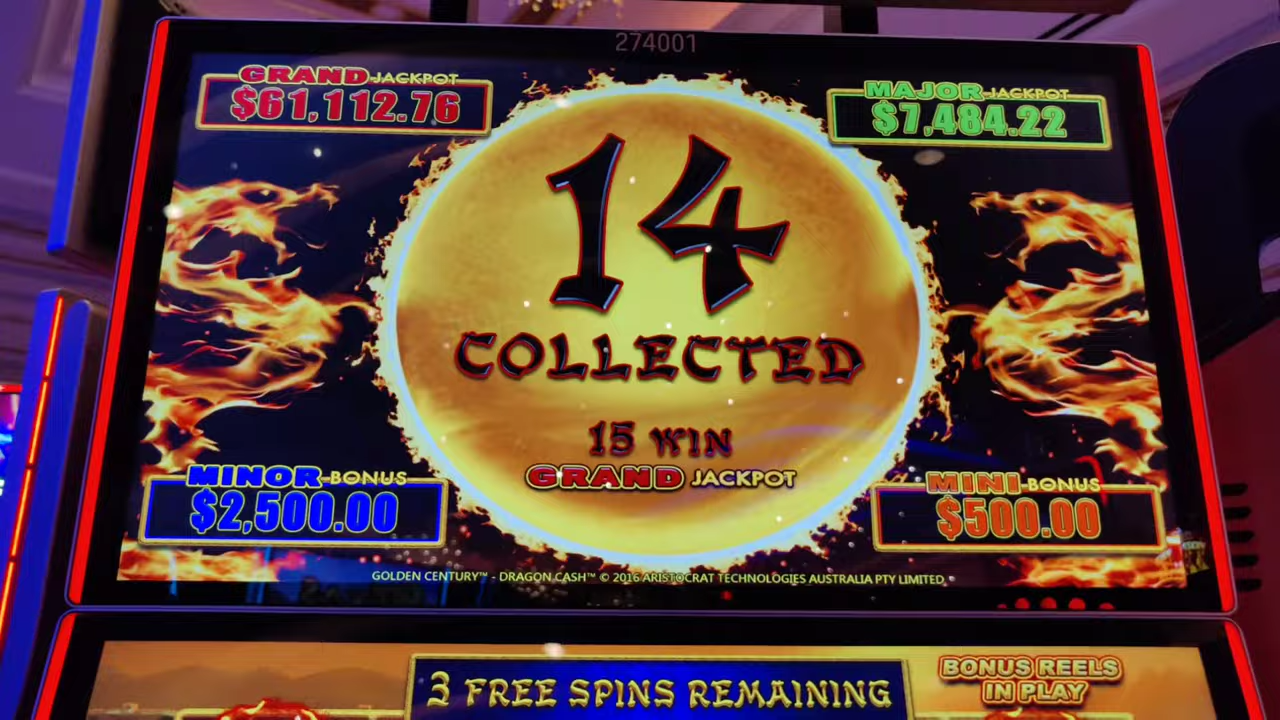 274001
GRAND JACKPOT
$61,112.76
MAJOR JACKPOT
$7,484.22
14
COLLECTED
15 WIN
GRAND JACKPOT
MINOR BONUS
$2,500.00
MINI BONUS
$500.00
GOLDEN CENTURY™ - DRAGON CASH™ © 2016 ARISTOCRAT TECHNOLOGIES AUSTRALIA PTY LIMITED
3 FREE SPINS REMAINING
BONUS REELS
IN PLAY